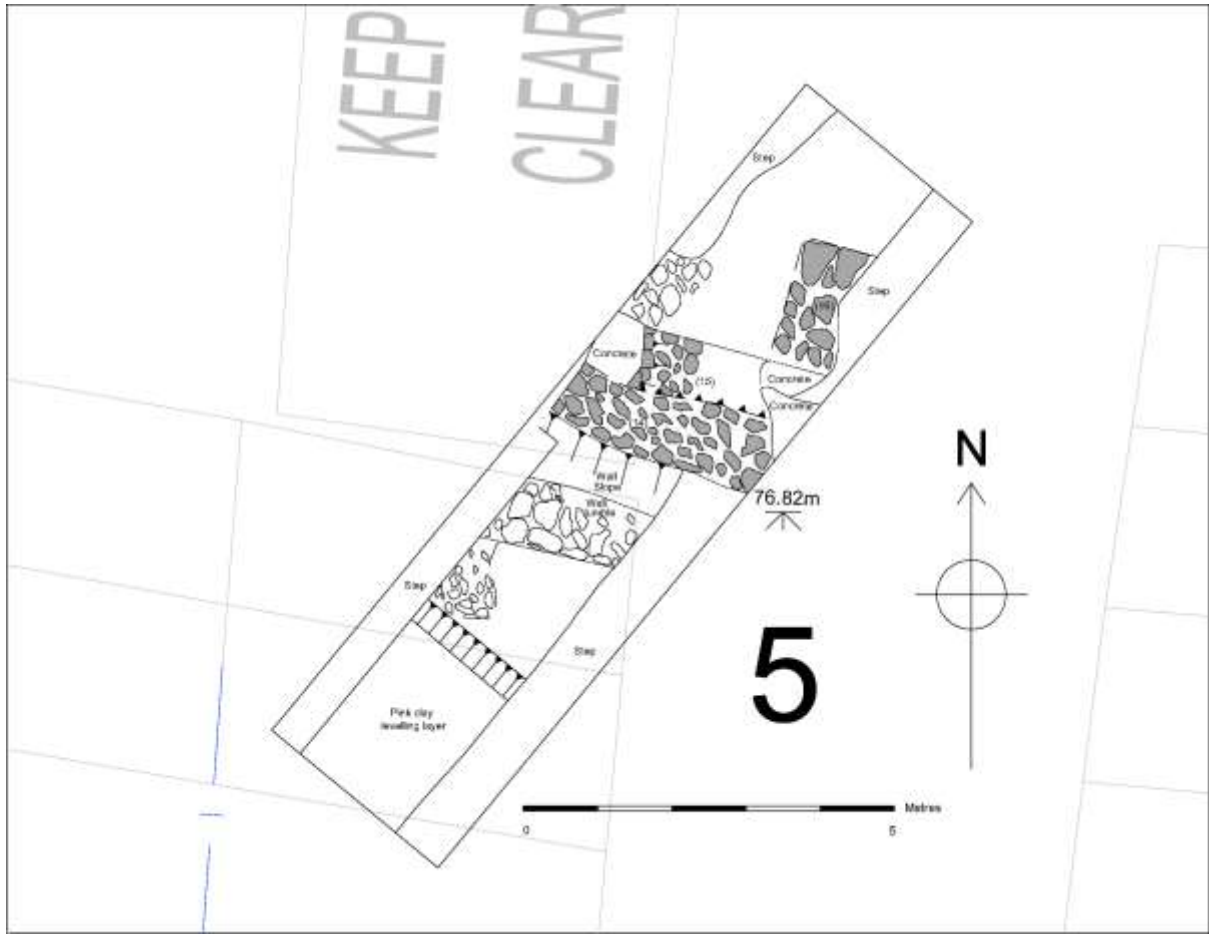 KEEP
CLEAR
Step
Step
Concrete
(15)
Concrete
Concrete
14
Wall
Slope
Wall
N
76.82m
Step
Step
5
Pink clay
levelling layer
Metres
0
5